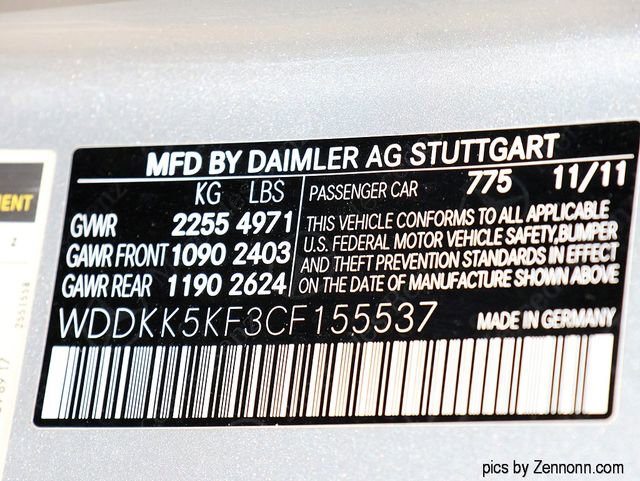 MFD BY DAIMLER AG STUTTGART
KG LBS
GVWR 2255 4971
GAWR FRONT 1090 2403
GAWR REAR 1190 2624
PASSENGER CAR 775 11/11
THIS VEHICLE CONFORMS TO ALL APPLICABLE
U.S. FEDERAL MOTOR VEHICLE SAFETY,BUMPER
AND THEFT PREVENTION STANDARDS IN EFFECT
ON THE DATE OF MANUFACTURE SHOWN ABOVE
WDDKK5KF3CF155537 MADE IN GERMANY
pics by Zennonn.com